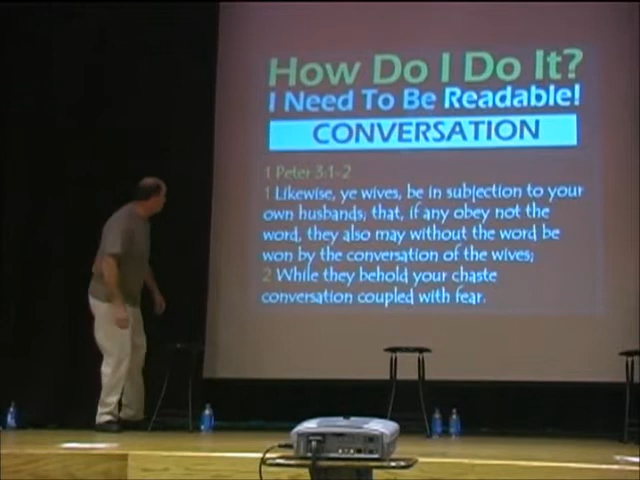 How Do I Do It?
I Need To Be Readable!
CONVERSATION
1 Peter 3:1-2
1 Likewise, ye wives, be in subjection to your
own husbands; that, if any obey not the
word, they also may without the word be
won by the conversation of the wives;
2 While they behold your chaste
conversation coupled with fear.